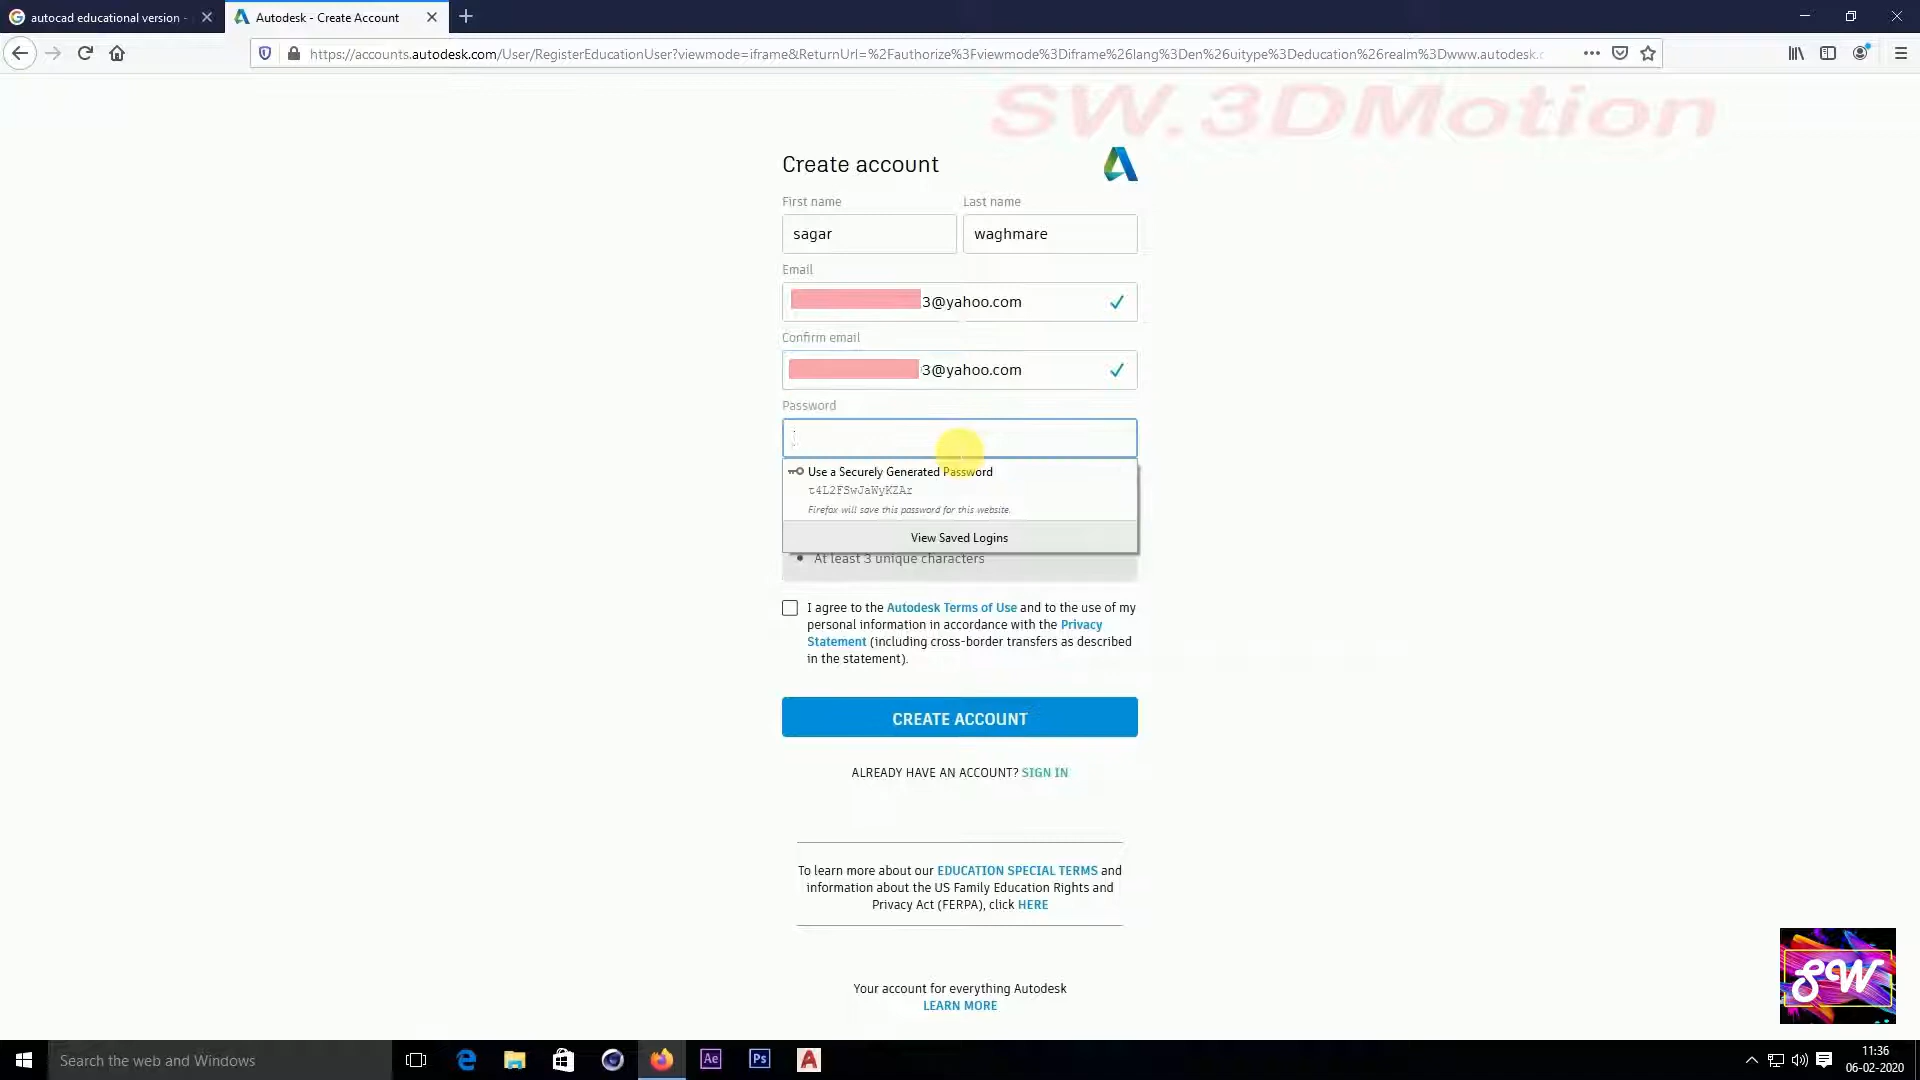 autocad educational version -
Autodesk - Create Account
https://accounts.autodesk.com/User/RegisterEducationUser?viewmode=iframe&ReturnUrl=%2Fauthorize%3Fviewmode%3Diframe%26lang%3Den%26uitype%3Deducation%26realm%3Dwww.autodesk.c
SW.3DMotion
Create account
First name
Last name
sagar
waghmare
Email
3@yahoo.com
Confirm email
3@yahoo.com
Password
Use a Securely Generated Password
t4L2FSwJaWyKZAr
Firefox will save this password for this website.
View Saved Logins
At least 3 unique characters
I agree to the Autodesk Terms of Use and to the use of my
personal information in accordance with the Privacy
Statement (including cross-border transfers as described
in the statement).
CREATE ACCOUNT
ALREADY HAVE AN ACCOUNT? SIGN IN
To learn more about our EDUCATION SPECIAL TERMS and
information about the US Family Education Rights and
Privacy Act (FERPA), click HERE
Your account for everything Autodesk
LEARN MORE
SW
Search the web and Windows
Ae
Ps
A
11:36
06-02-2020